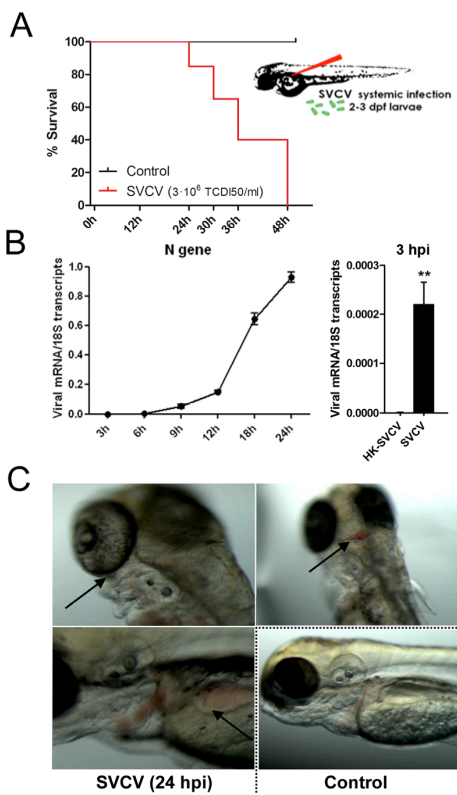 A
100
80
60
40
20
0
% Survival
Control
SVCV (3·10⁶ TCDI50/ml)
0h 12h 24h 30h 36h 48h
SVCV systemic infection
2-3 dpf larvae
B
N gene
Viral mRNA/18S transcripts
1.0
0.8
0.6
0.4
0.2
0.0
3h 6h 9h 12h 18h 24h
3 hpi
Viral mRNA/18S transcripts
0.0003
0.0002
0.0001
0.0000
**
HK-SVCV
SVCV
C
SVCV (24 hpi)
Control